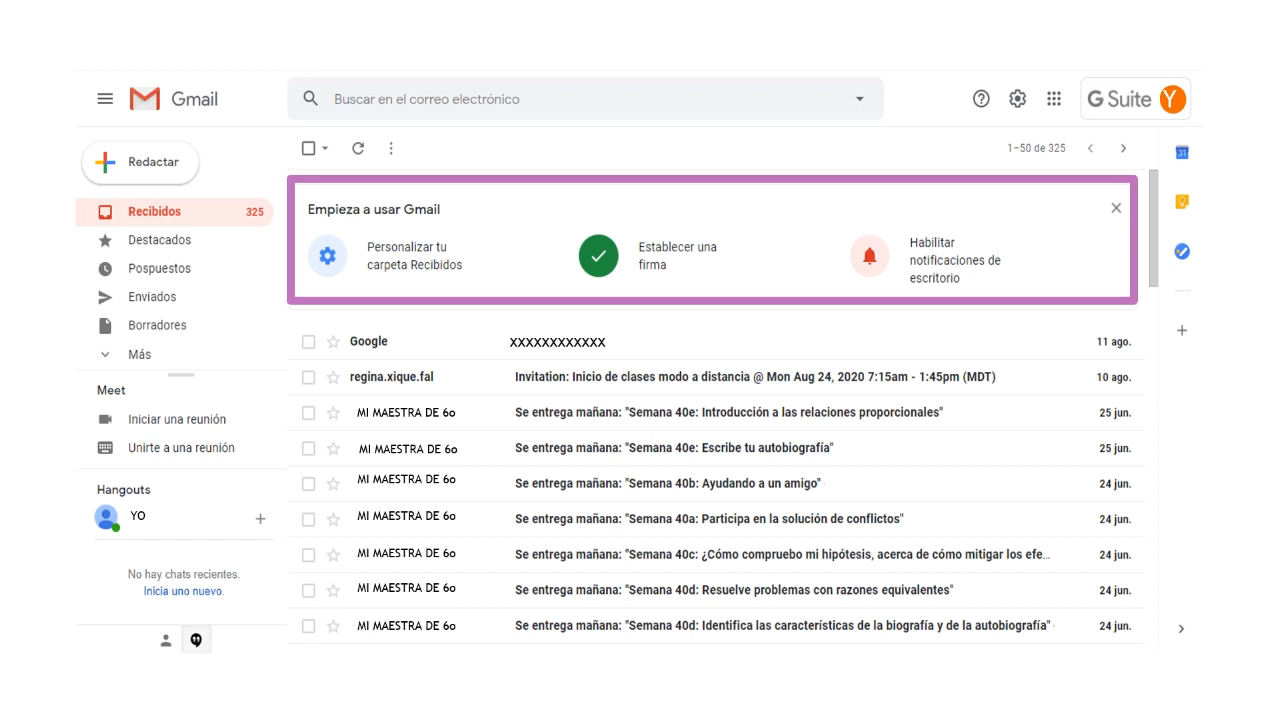 Gmail
Buscar en el correo electrónico
G Suite Y
Redactar
1–50 de 325
31
Recibidos 325
Destacados
Pospuestos
Enviados
Borradores
Más
Meet
Iniciar una reunión
Unirte a una reunión
Hangouts
YO
No hay chats recientes.
Inicia uno nuevo.
Empieza a usar Gmail
Personalizar tu
carpeta Recibidos
Establecer una
firma
Habilitar
notificaciones de
escritorio
Google XXXXXXXXXXXX 11 ago.
regina.xique.fal Invitation: Inicio de clases modo a distancia @ Mon Aug 24, 2020 7:15am - 1:45pm (MDT) 10 ago.
MI MAESTRA DE 6o Se entrega mañana: "Semana 40e: Introducción a las relaciones proporcionales" 25 jun.
MI MAESTRA DE 6o Se entrega mañana: "Semana 40e: Escribe tu autobiografía" 25 jun.
MI MAESTRA DE 6o Se entrega mañana: "Semana 40b: Ayudando a un amigo" 24 jun.
MI MAESTRA DE 6o Se entrega mañana: "Semana 40a: Participa en la solución de conflictos" 24 jun.
MI MAESTRA DE 6o Se entrega mañana: "Semana 40c: ¿Cómo compruebo mi hipótesis, acerca de cómo mitigar los efe... 24 jun.
MI MAESTRA DE 6o Se entrega mañana: "Semana 40d: Resuelve problemas con razones equivalentes" 24 jun.
MI MAESTRA DE 6o Se entrega mañana: "Semana 40d: Identifica las características de la biografía y de la autobiografía" 24 jun.